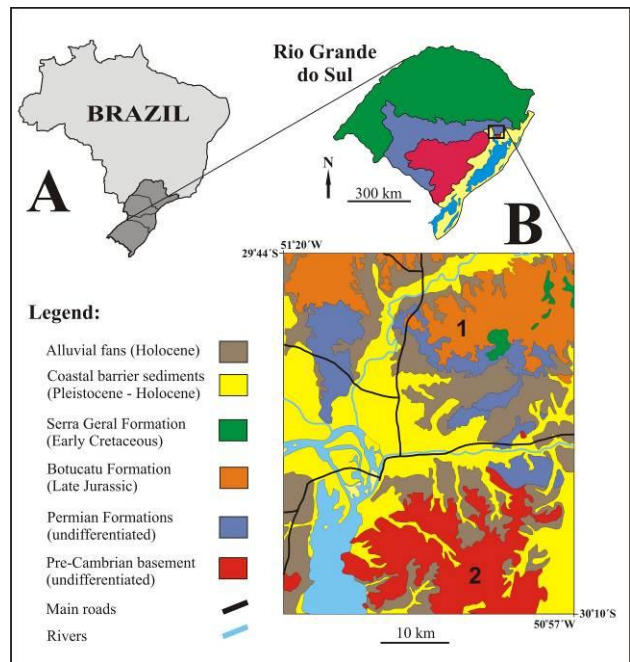 BRAZIL
A
Rio Grande
do Sul
N
300 km
B
29°44´S
51°20´W
1
2
30°10´S
50°57´W
10 km
Legend:
Alluvial fans (Holocene)
Coastal barrier sediments
(Pleistocene - Holocene)
Serra Geral Formation
(Early Cretaceous)
Botucatu Formation
(Late Jurassic)
Permian Formations
(undifferentiated)
Pre-Cambrian basement
(undifferentiated)
Main roads
Rivers